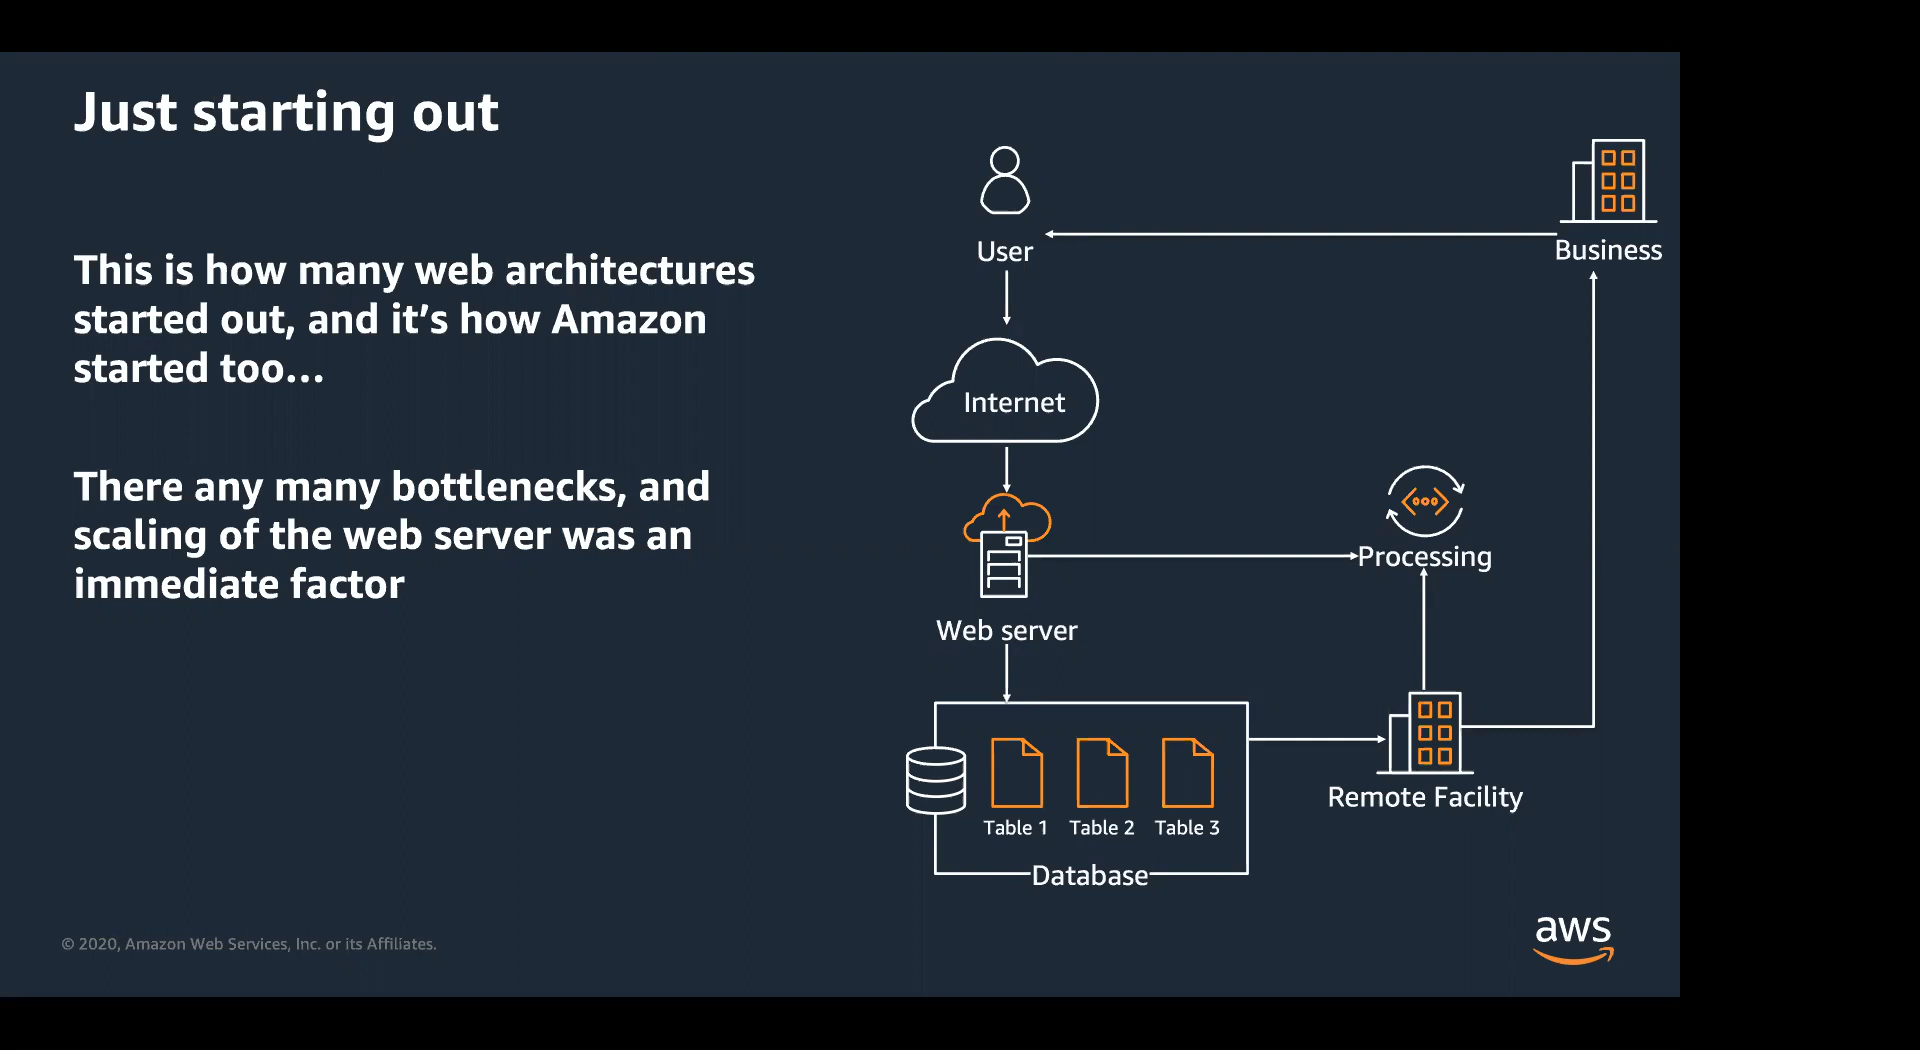 Just starting out
This is how many web architectures
started out, and it’s how Amazon
started too...
There any many bottlenecks, and
scaling of the web server was an
immediate factor
User
Business
Internet
Processing
Web server
Table 1 Table 2 Table 3
Remote Facility
Database
© 2020, Amazon Web Services, Inc. or its Affiliates.
aws